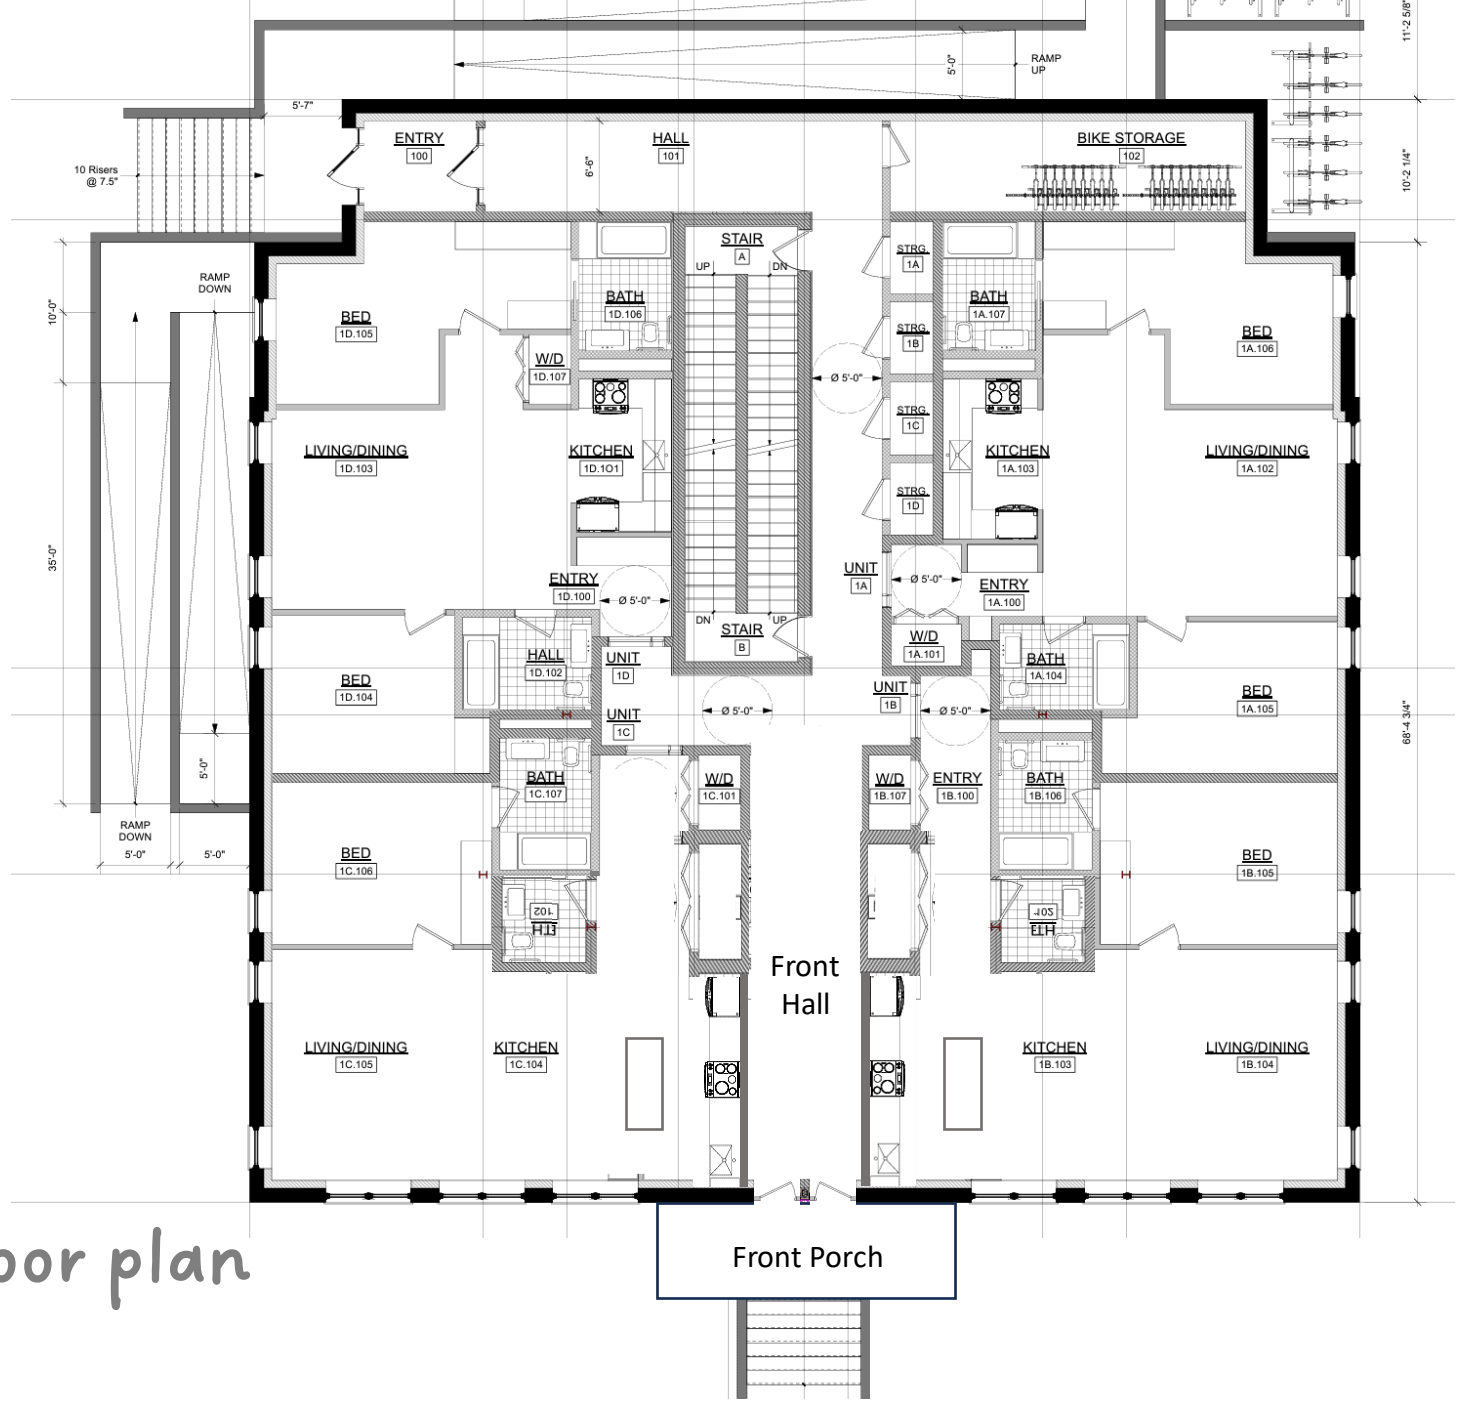 11'-2 5/8"
5'-0"
RAMP
UP
5'-7"
ENTRY
100
HALL
101
BIKE STORAGE
102
6'-6"
10'-2 1/4"
10 Risers
@ 7.5"
STAIR
A
UP
DN
STRG.
1A
RAMP
DOWN
10'-0"
BED
1D.105
BATH
1D.106
BATH
1A.107
STRG.
1B
BED
1A.106
W/D
1D.107
Ø 5'-0"
STRG.
1C
LIVING/DINING
1D.103
KITCHEN
1D.1O1
KITCHEN
1A.103
LIVING/DINING
1A.102
STRG.
1D
35'-0"
ENTRY
1D.100
Ø 5'-0"
UNIT
1A
Ø 5'-0"
ENTRY
1A.100
DN
UP
STAIR
B
W/D
1A.101
HALL
1D.102
UNIT
1D
BATH
1A.104
BED
1D.104
UNIT
1B
BED
1A.105
UNIT
1C
Ø 5'-0"
Ø 5'-0"
68'-4 3/4"
5'-0"
BATH
1C.107
W/D
1C.101
W/D
1B.107
ENTRY
1B.100
BATH
1B.106
RAMP
DOWN
5'-0"
5'-0"
BED
1C.106
BED
1B.105
102
201
Front
Hall
LIVING/DINING
1C.105
KITCHEN
1C.104
KITCHEN
1B.103
LIVING/DINING
1B.104
Front Porch
oor plan